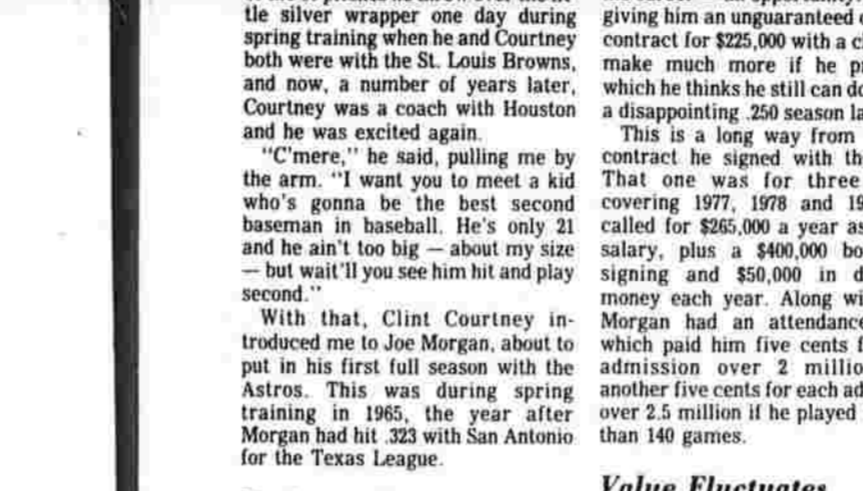 tle silver wrapper one day during
spring training when he and Courtney
both were with the St. Louis Browns,
and now, a number of years later,
Courtney was a coach with Houston
and he was excited again.
"C'mere," he said, pulling me by
the arm. "I want you to meet a kid
who's gonna be the best second
baseman in baseball. He's only 21
and he ain't too big — about my size
— but wait'll you see him hit and play
second."
With that, Clint Courtney in-
troduced me to Joe Morgan, about to
put in his first full season with the
Astros. This was during spring
training in 1965, the year after
Morgan had hit .323 with San Antonio
for the Texas League.
giving him an unguaranteed
contract for $225,000 with a
make much more if he
which he thinks he still can
a disappointing .250 season
This is a long way from
contract he signed with
That one was for three
covering 1977, 1978 and
called for $265,000 a year
salary, plus a $400,000
signing and $50,000 in
money each year. Along
Morgan had an attendance
which paid him five cents
admission over 2
another five cents for each
over 2.5 million if he played
than 140 games.
Value Fluctuates